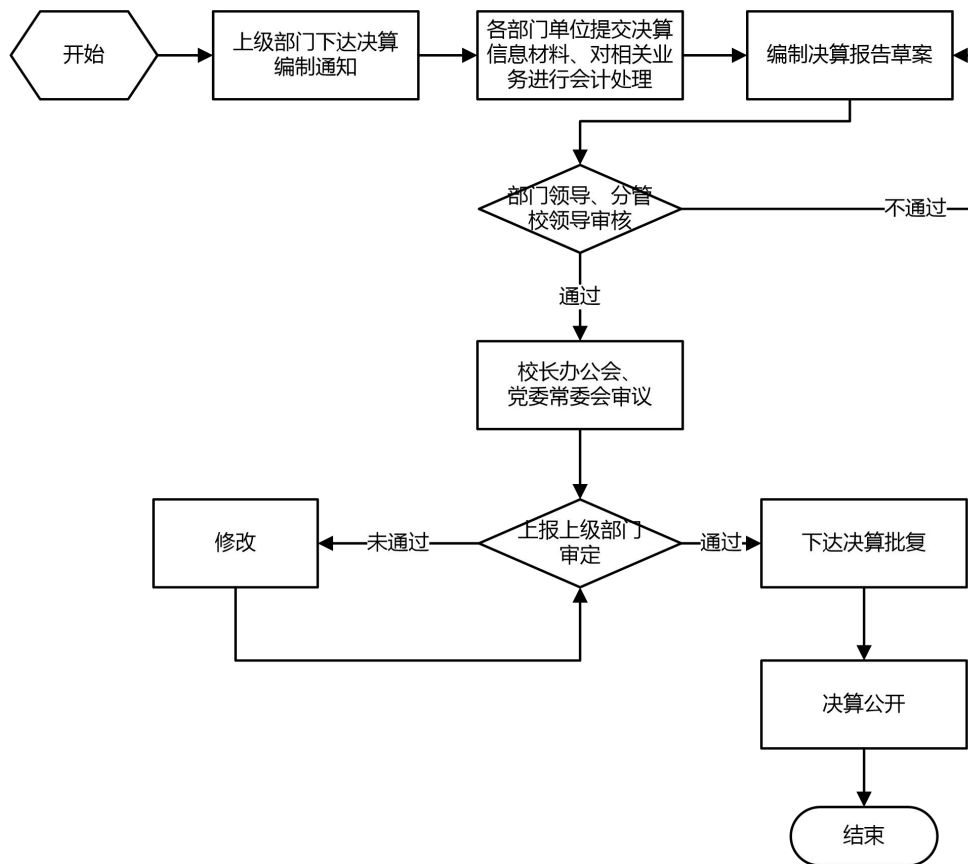 开始
上级部门下达决算
编制通知
各部门单位提交决算
信息材料、对相关业
务进行会计处理
编制决算报告草案
部门领导、分管
校领导审核
不通过
通过
校长办公会、
党委常委会审议
修改
未通过
上报上级部门
审定
通过
下达决算批复
决算公开
结束